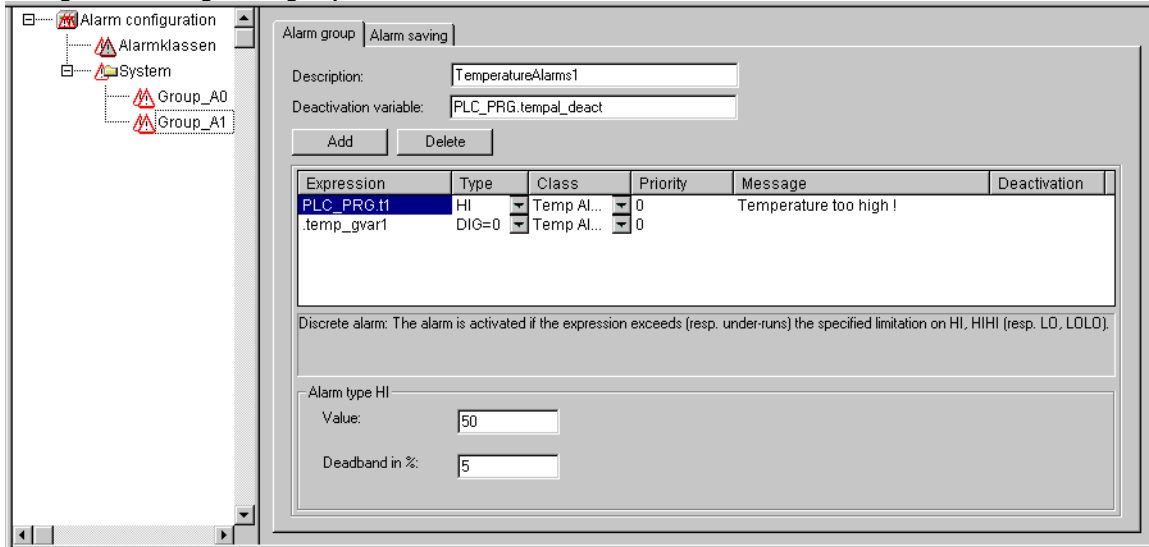 Alarm configuration
Alarmklassen
System
Group_A0
Group_A1
Alarm group Alarm saving
Description: TemperatureAlarms1
Deactivation variable: PLC_PRG.tempal_deact
Add Delete
Expression Type Class Priority Message Deactivation
PLC_PRG.t1 HI Temp Al... 0 Temperature too high !
.temp_gvar1 DIG=0 Temp Al... 0
Discrete alarm: The alarm is activated if the expression exceeds (resp. under-runs) the specified limitation on HI, HIHI (resp. LO, LOLO).
Alarm type HI
Value: 50
Deadband in %: 5